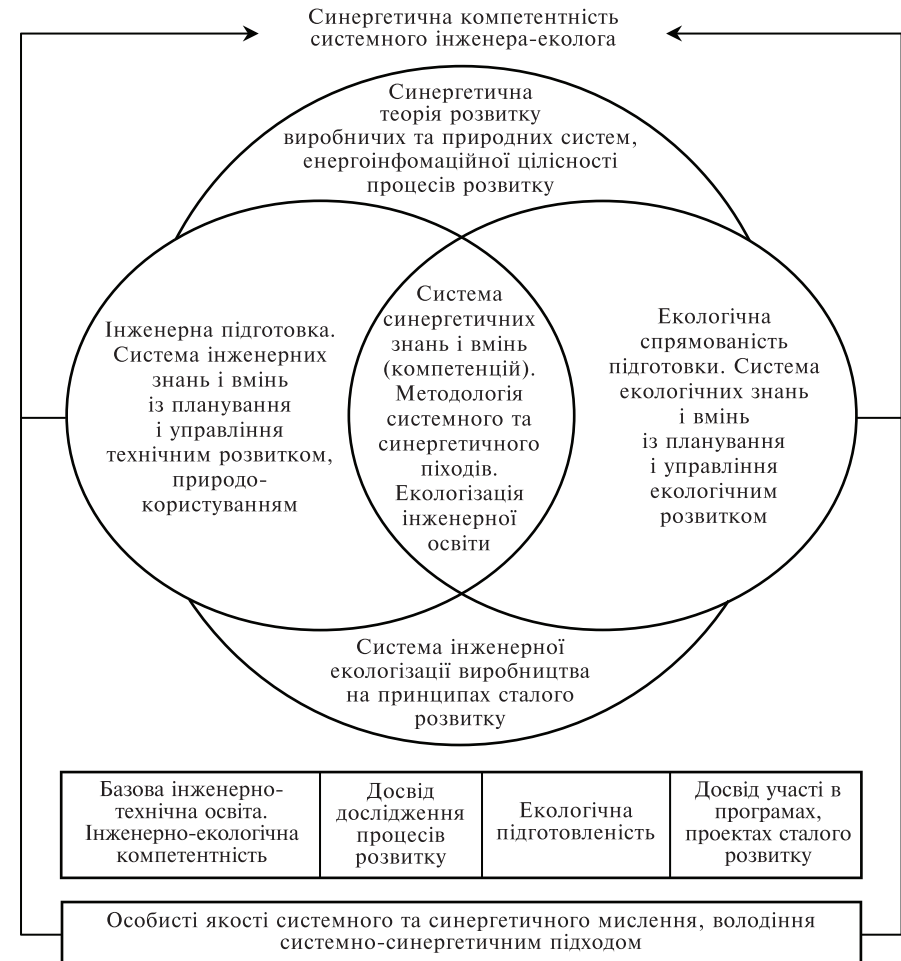 Синергетична компетентність
системного інженера-еколога
Синергетична
теорія розвитку
виробничих та природних систем,
енергоінфомаційної цілісності
процесів розвитку
Інженерна підготовка.
Система інженерних
знань і вмінь
із планування
і управління
технічним розвитком,
природо-
користуванням
Система
синергетичних
знань і вмінь
(компетенцій).
Методологія
системного та
синергетичного
піходів.
Екологізація
інженерної
освіти
Екологічна
спрямованість
підготовки. Система
екологічних знань
і вмінь
із планування
і управління
екологічним
розвитком
Система інженерної
екологізації виробництва
на принципах сталого
розвитку
Базова інженерно-
технічна освіта.
Інженерно-екологічна
компетентність
Досвід
дослідження
процесів
розвитку
Екологічна
підготовленість
Досвід участі в
програмах,
проектах сталого
розвитку
Особисті якості системного та синергетичного мислення, володіння
системно-синергетичним підходом